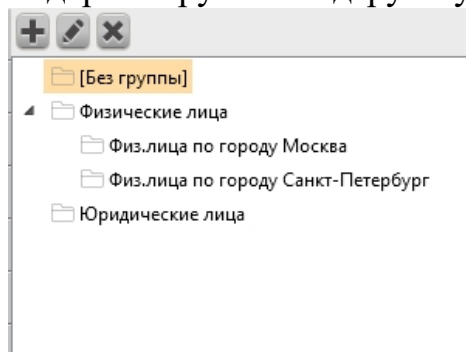 [Без группы]
Физические лица
Физ.лица по городу Москва
Физ.лица по городу Санкт-Петербург
Юридические лица